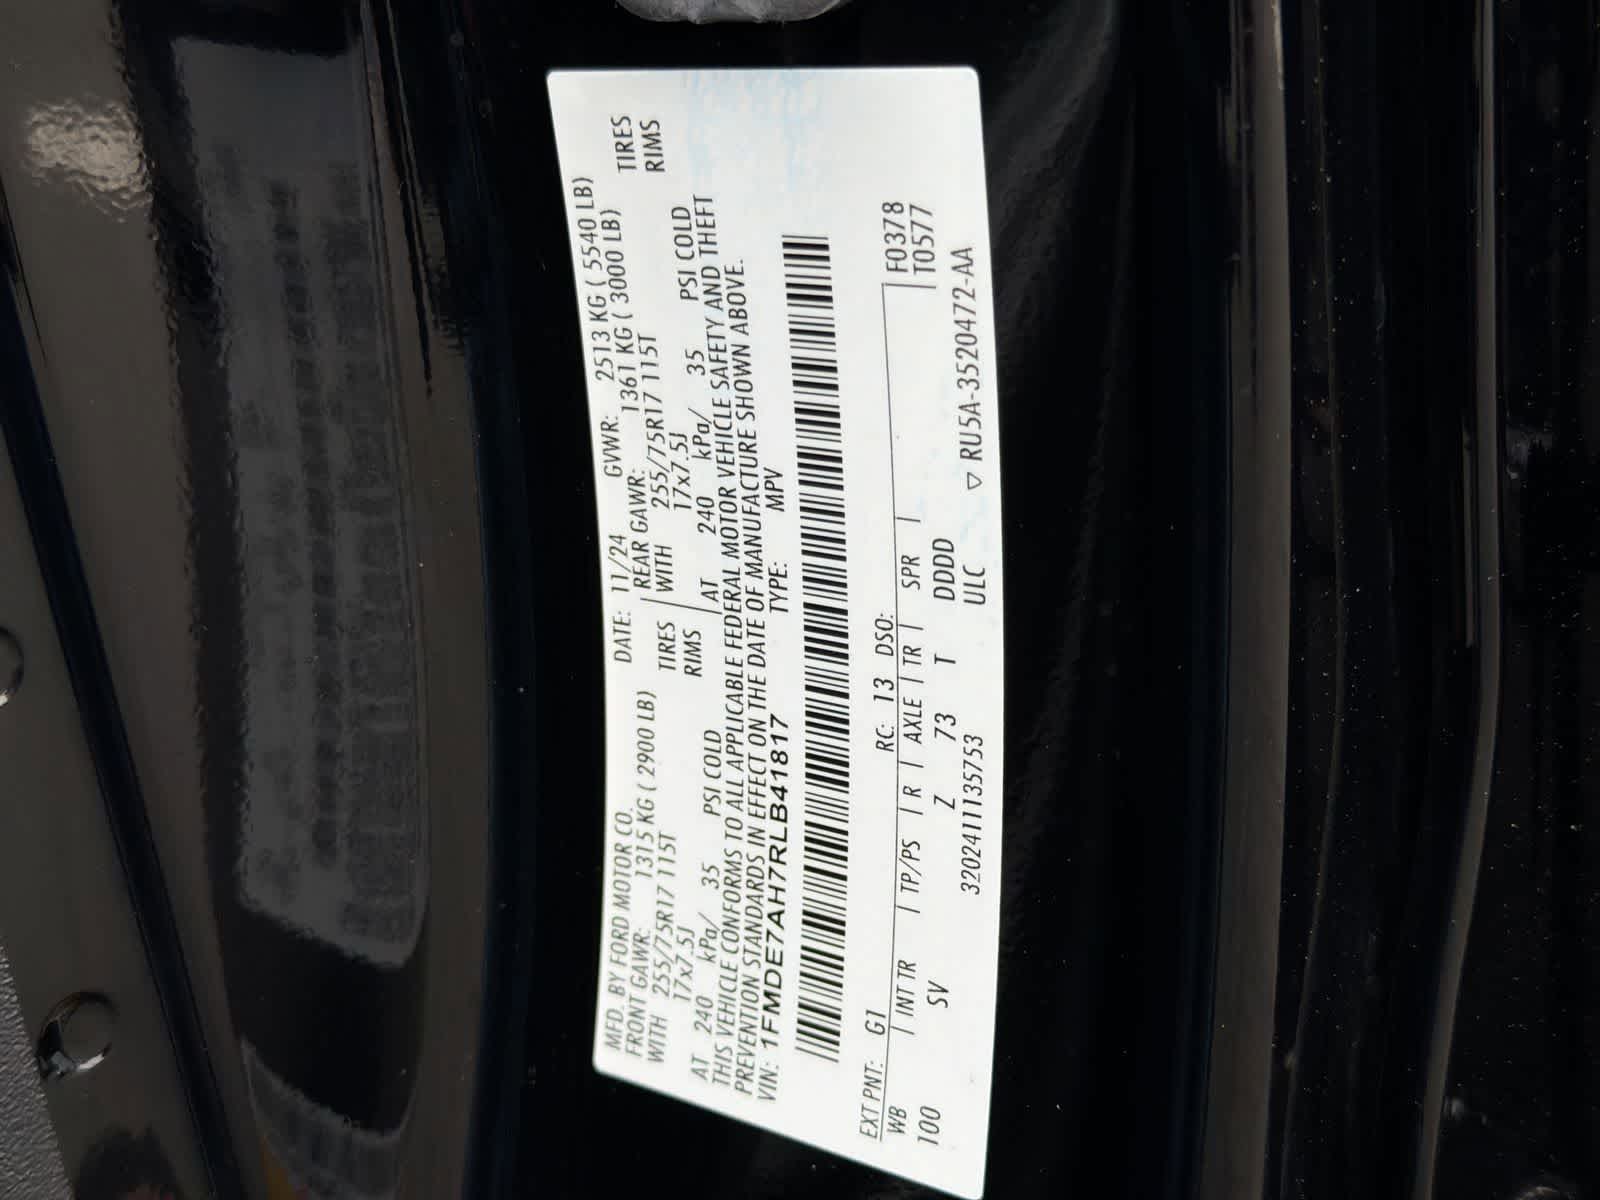 MFD. BY FORD MOTOR CO.
DATE: 11/24 GVWR: 2513 KG ( 5540 LB)
FRONT GAWR: 1315 KG ( 2900 LB) REAR GAWR: 1361 KG ( 3000 LB)
WITH 255/75R17 115T TIRES WITH 255/75R17 115T TIRES
17x7.5J RIMS 17x7.5J RIMS
AT 240 kPa/ 35 PSI COLD AT 240 kPa/ 35 PSI COLD
THIS VEHICLE CONFORMS TO ALL APPLICABLE FEDERAL MOTOR VEHICLE SAFETY AND THEFT
PREVENTION STANDARDS IN EFFECT ON THE DATE OF MANUFACTURE SHOWN ABOVE.
VIN: 1FMDE7AH7RLB41817 TYPE: MPV
EXT PNT: G1 RC: 13 DSO: F0378
WB | INT TR | TP/PS | R | AXLE | TR | SPR | T0577
100 SV Z 73 T DDDD
320241135753 ULC ▽ RU5A-3520472-AA